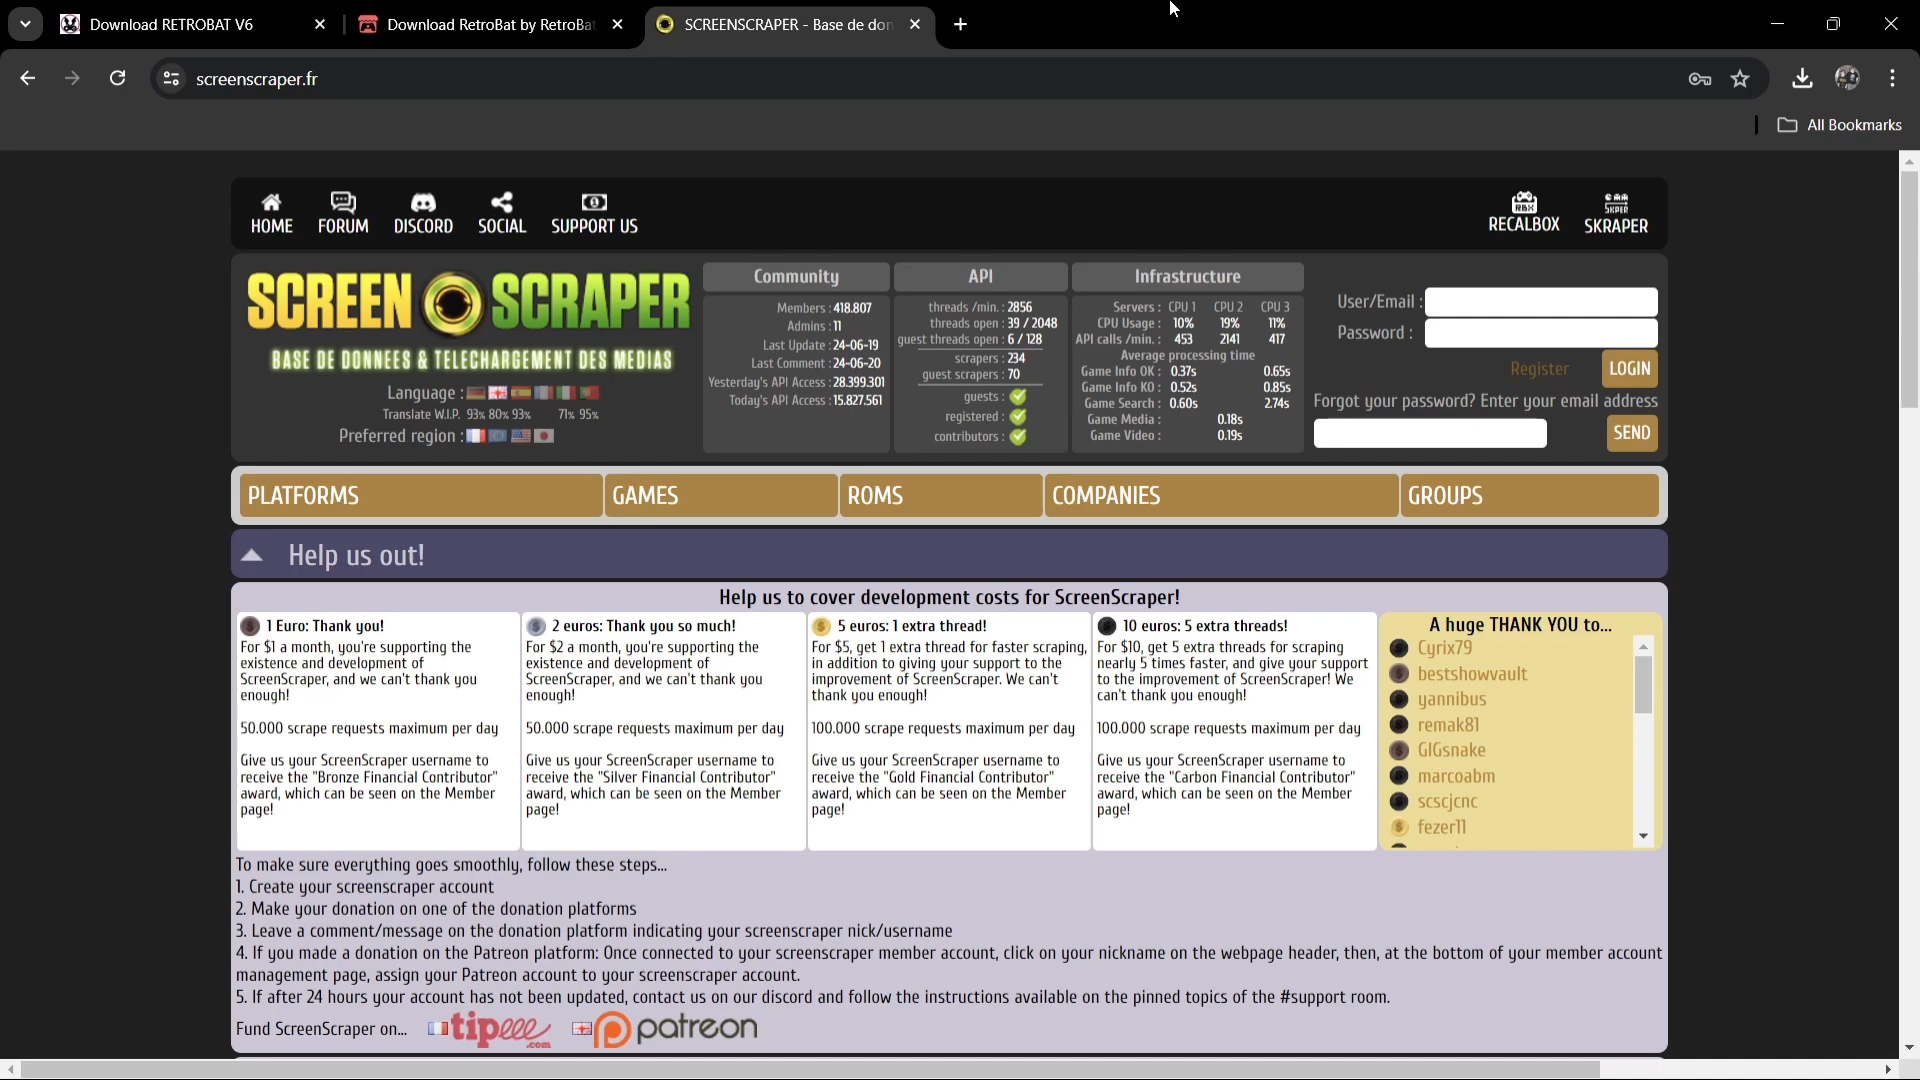 Download RETROBAT V6
Download RetroBat by RetroBat
SCREENSCRAPER - Base de don
screenscraper.fr
All Bookmarks
HOME
FORUM
DISCORD
SOCIAL
SUPPORT US
RECALBOX
SKRAPER
SCREEN SCRAPER
BASE DE DONNEES & TELECHARGEMENT DES MEDIAS
Language :
Translate W.I.P. 93% 80% 93% 71% 95%
Preferred region :
Community
Members : 418.807
Admins : 11
Last Update : 24-06-19
Last Comment : 24-06-20
Yesterday's API Access : 28.399.301
Today's API Access : 15.827.561
API
threads /min. : 2856
threads open : 39 / 2048
guest threads open : 6 / 128
scrapers : 234
guest scrapers : 70
guests :
registered :
contributors :
Infrastructure
Servers : CPU 1 CPU 2 CPU 3
CPU Usage : 10% 19% 11%
API calls /min. : 453 2141 417
Average processing time
Game Info OK : 0.37s 0.65s
Game Info KO : 0.52s 0.85s
Game Search : 0.60s 2.74s
Game Media : 0.18s
Game Video : 0.19s
User/Email :
Password :
Register
LOGIN
Forgot your password? Enter your email address
SEND
PLATFORMS
GAMES
ROMS
COMPANIES
GROUPS
Help us out!
Help us to cover development costs for ScreenScraper!
1 Euro: Thank you!
For $1 a month, you're supporting the
existence and development of
ScreenScraper, and we can't thank you
enough!
50.000 scrape requests maximum per day
Give us your ScreenScraper username to
receive the "Bronze Financial Contributor"
award, which can be seen on the Member
page!
2 euros: Thank you so much!
For $2 a month, you're supporting the
existence and development of
ScreenScraper, and we can't thank you
enough!
50.000 scrape requests maximum per day
Give us your ScreenScraper username to
receive the "Silver Financial Contributor"
award, which can be seen on the Member
page!
5 euros: 1 extra thread!
For $5, get 1 extra thread for faster scraping,
in addition to giving your support to the
improvement of ScreenScraper. We can't
thank you enough!
100.000 scrape requests maximum per day
Give us your ScreenScraper username to
receive the "Gold Financial Contributor"
award, which can be seen on the Member
page!
10 euros: 5 extra threads!
For $10, get 5 extra threads for scraping
nearly 5 times faster, and give your support
to the improvement of ScreenScraper! We
can't thank you enough!
100.000 scrape requests maximum per day
Give us your ScreenScraper username to
receive the "Carbon Financial Contributor"
award, which can be seen on the Member
page!
A huge THANK YOU to...
Cyrix79
bestshowvault
yannibus
remak81
GIGsnake
marcoabm
scscjcnc
fezer11
To make sure everything goes smoothly, follow these steps...
1. Create your screenscraper account
2. Make your donation on one of the donation platforms
3. Leave a comment/message on the donation platform indicating your screenscraper nick/username
4. If you made a donation on the Patreon platform: Once connected to your screenscraper member account, click on your nickname on the webpage header, then, at the bottom of your member account
management page, assign your Patreon account to your screenscraper account.
5. If after 24 hours your account has not been updated, contact us on our discord and follow the instructions available on the pinned topics of the #support room.
Fund ScreenScraper on... tipeee.com patreon